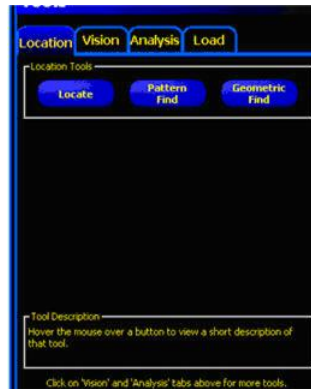 Tools
Location Vision Analysis Load
Location Tools
Locate
Pattern
Find
Geometric
Find
Tool Description
Hover the mouse over a button to view a short description of
that tool.
Click on 'Vision' and 'Analysis' tabs above for more tools.